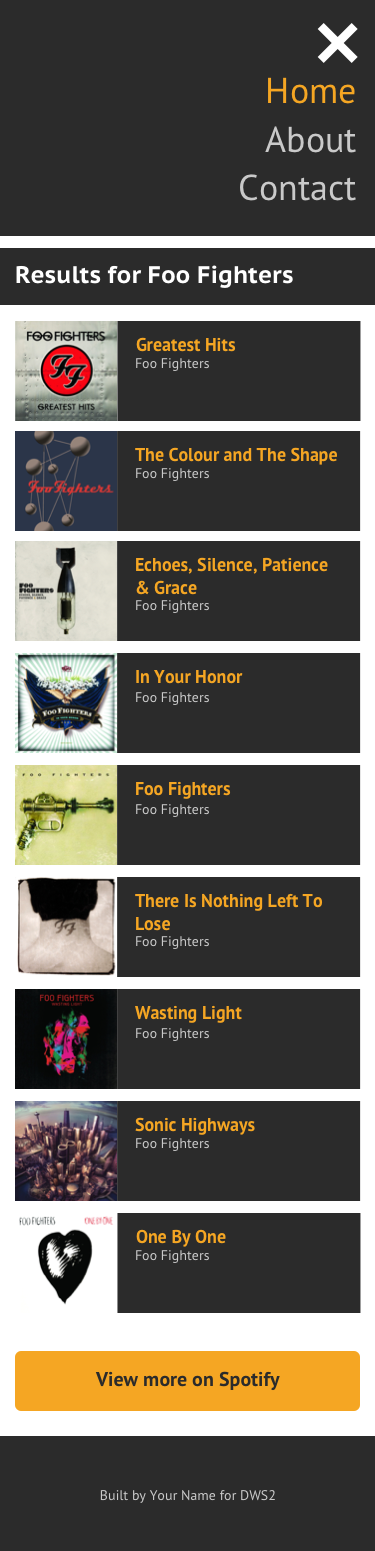 Home
About
Contact
Results for Foo Fighters
FOO FIGHTERS
FF
GREATEST HITS
Greatest Hits
Foo Fighters
Foo Fighters
The Colour and The Shape
Foo Fighters
FOO
FIGHTERS
Echoes, Silence, Patience
& Grace
Foo Fighters
FOO FIGHTERS
In Your Honor
Foo Fighters
FOO FIGHTERS
Foo Fighters
Foo Fighters
FF
There Is Nothing Left To
Lose
Foo Fighters
FOO FIGHTERS
WASTING LIGHT
Wasting Light
Foo Fighters
Sonic Highways
Foo Fighters
FOO FIGHTERS ONE BY ONE
One By One
Foo Fighters
View more on Spotify
Built by Your Name for DWS2